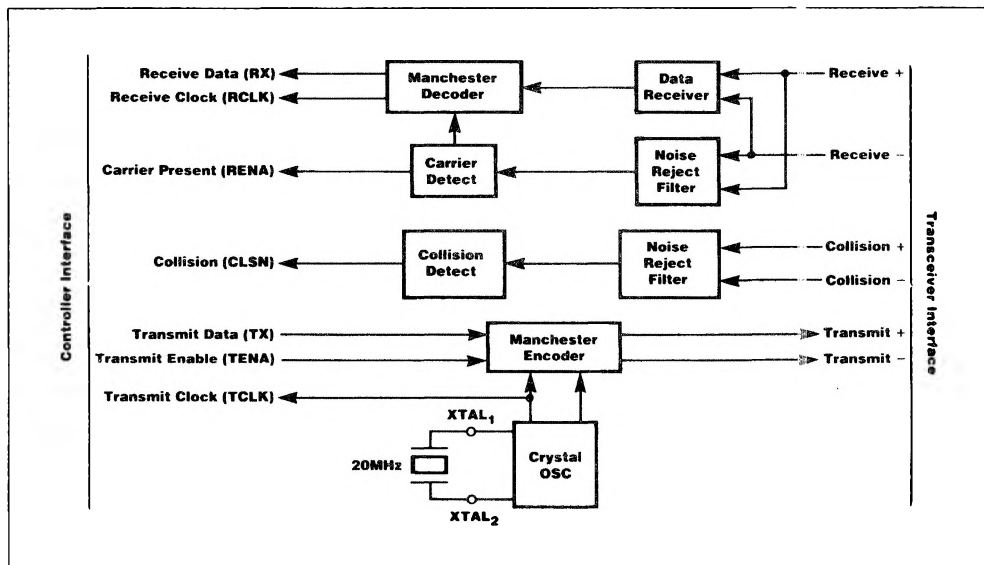 Receive Data (RX)
Receive Clock (RCLK)
Carrier Present (RENA)
Collision (CLSN)
Transmit Data (TX)
Transmit Enable (TENA)
Transmit Clock (TCLK)
Controller Interface
Manchester
Decoder
Data
Receiver
Carrier
Detect
Noise
Reject
Filter
Collision
Detect
Noise
Reject
Filter
Manchester
Encoder
XTAL1
20MHz
XTAL2
Crystal
OSC
Receive +
Receive −
Collision +
Collision −
Transmit +
Transmit −
Transceiver Interface